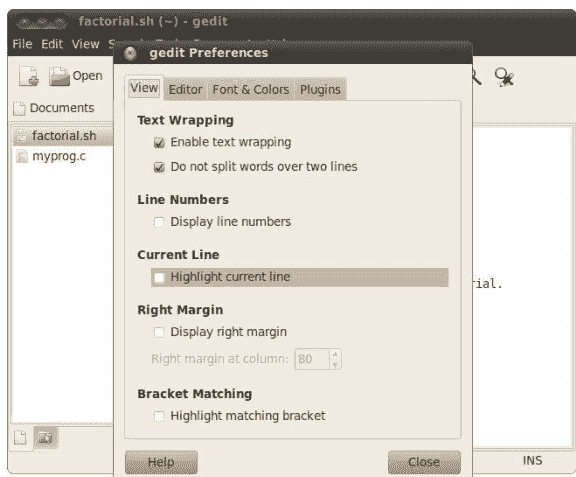 factorial.sh (~) - gedit
File Edit View
gedit Preferences
Open
View Editor Font & Colors Plugins
Documents
Text Wrapping
factorial.sh
Enable text wrapping
myprog.c
Do not split words over two lines
Line Numbers
Display line numbers
Current Line
Highlight current line
rial.
Right Margin
Display right margin
Right margin at column: 80
Bracket Matching
Highlight matching bracket
Help Close
INS